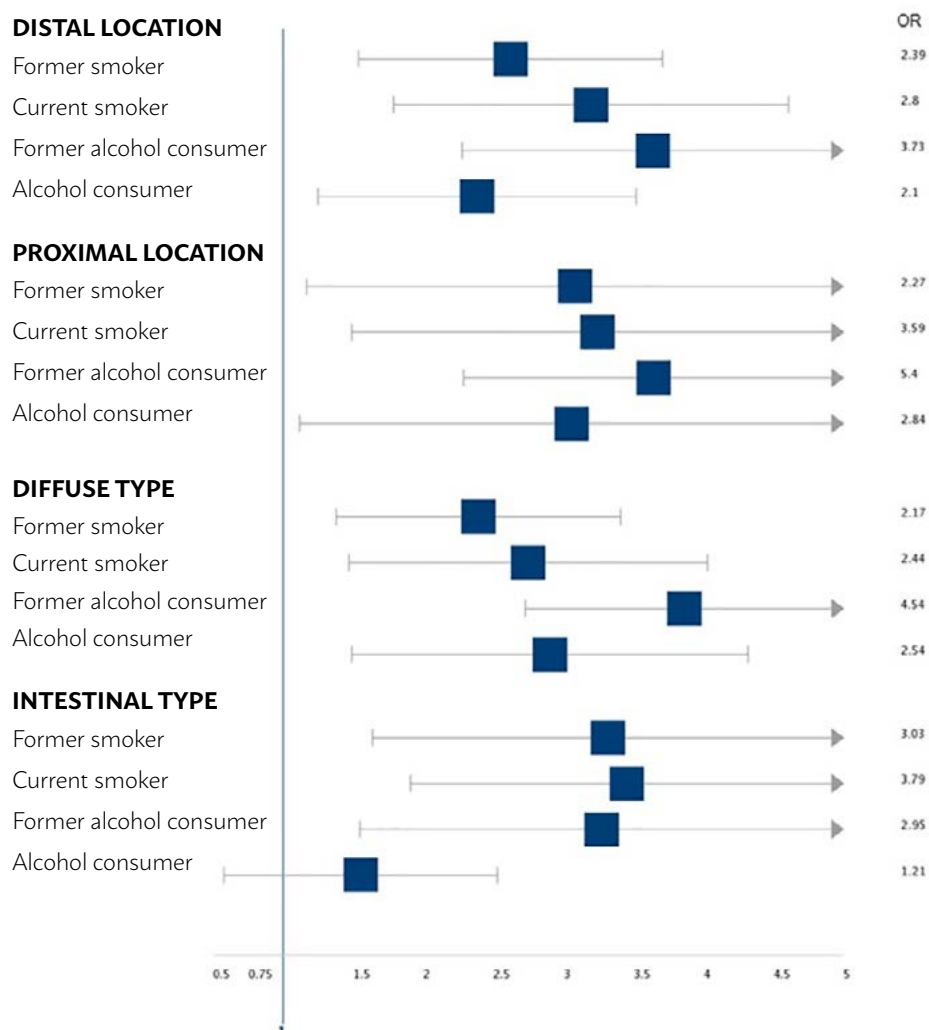 OR
DISTAL LOCATION
Former smoker 2.39
Current smoker 2.8
Former alcohol consumer 3.73
Alcohol consumer 2.1
PROXIMAL LOCATION
Former smoker 2.27
Current smoker 3.59
Former alcohol consumer 5.4
Alcohol consumer 2.84
DIFFUSE TYPE
Former smoker 2.17
Current smoker 2.44
Former alcohol consumer 4.54
Alcohol consumer 2.54
INTESTINAL TYPE
Former smoker 3.03
Current smoker 3.79
Former alcohol consumer 2.95
Alcohol consumer 1.21
0.5 0.75 1.5 2 2.5 3 3.5 4 4.5 5